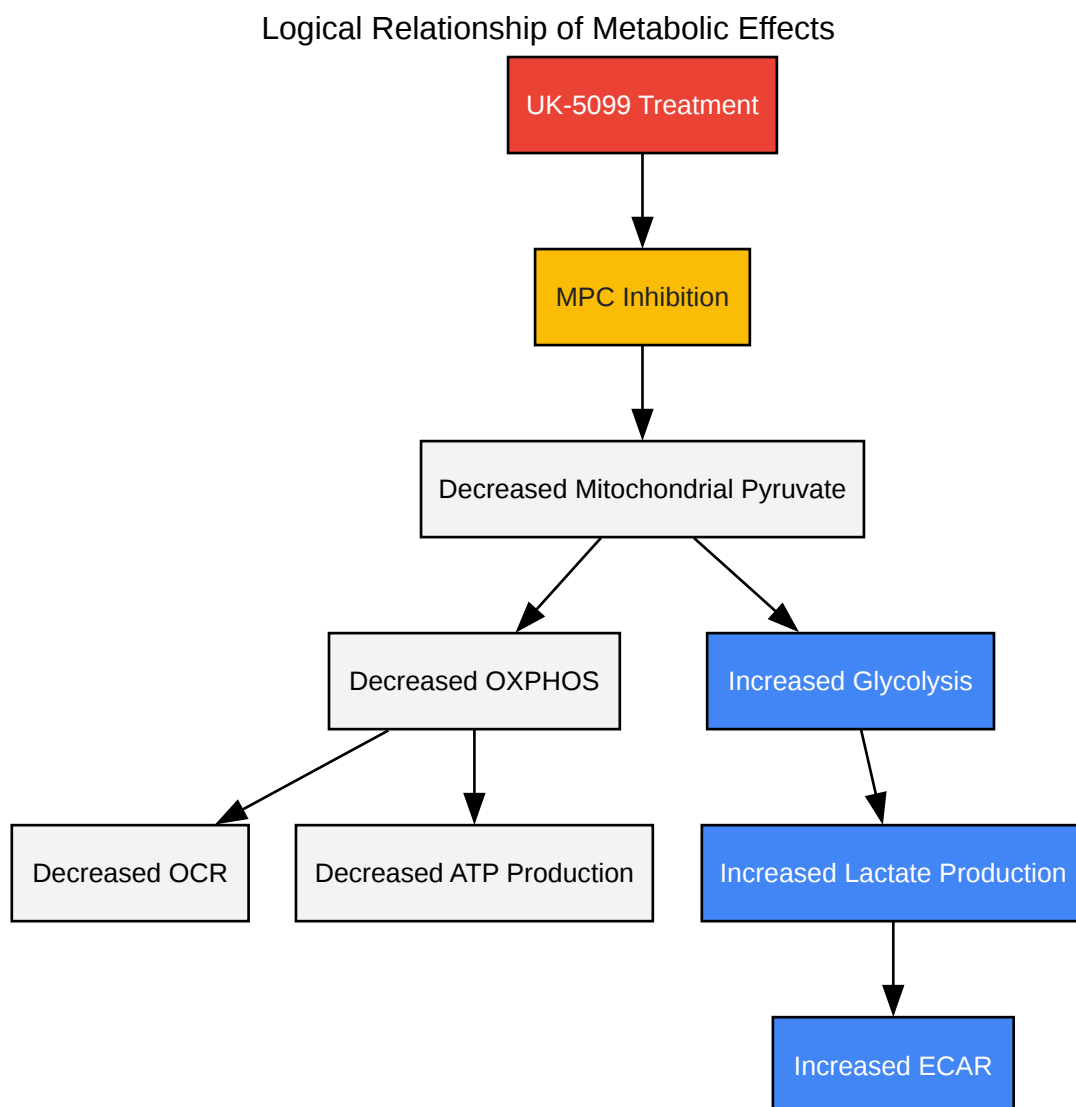 Logical Relationship of Metabolic Effects
UK-5099 Treatment
MPC Inhibition
Decreased Mitochondrial Pyruvate
Decreased OXPHOS
Increased Glycolysis
Decreased OCR
Decreased ATP Production
Increased Lactate Production
Increased ECAR